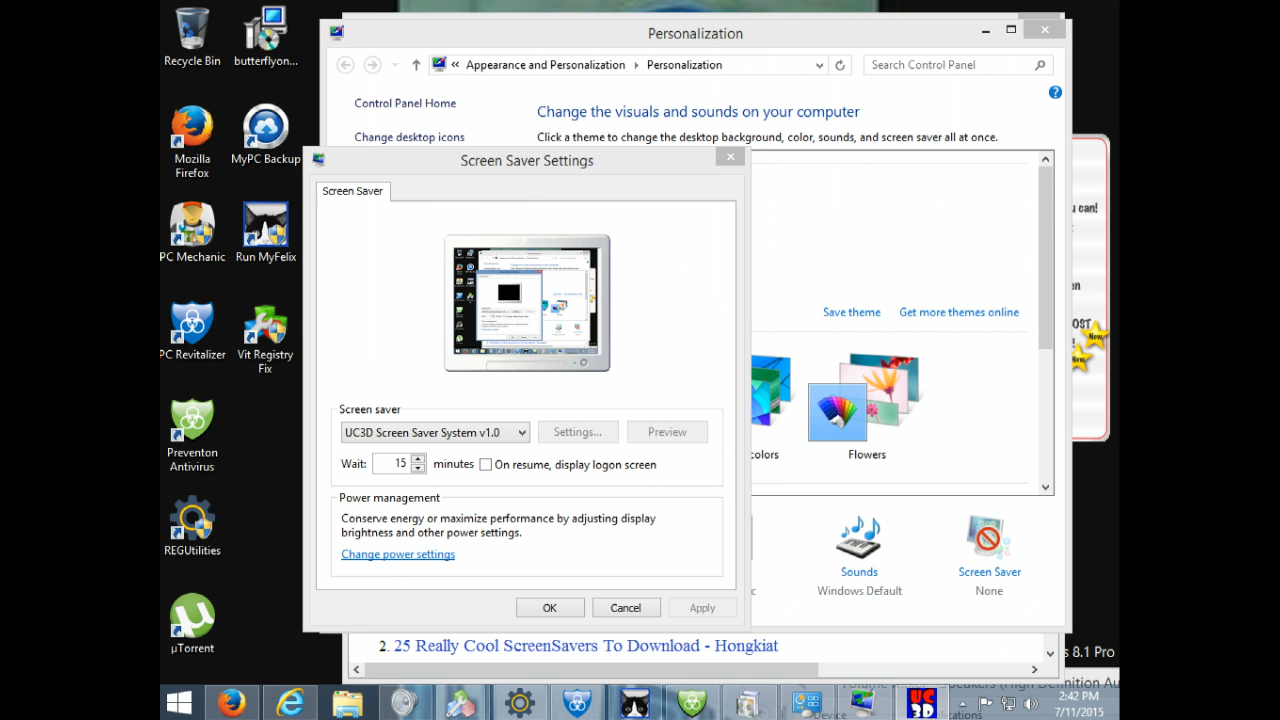 Recycle Bin
butterflyon...
Mozilla
Firefox
MyPC Backup
PC Mechanic
Run MyFelix
PC Revitalizer
Vit Registry
Fix
Preventon
Antivirus
REGUtilities
µTorrent
Personalization
« Appearance and Personalization Personalization
Search Control Panel
Control Panel Home
Change desktop icons
Change the visuals and sounds on your computer
Click a theme to change the desktop background, color, sounds, and screen saver all at once.
Screen Saver Settings
Screen Saver
Screen saver
UC3D Screen Saver System v1.0
Settings...
Preview
Wait: 15 minutes On resume, display logon screen
Power management
Conserve energy or maximize performance by adjusting display
brightness and other power settings.
Change power settings
OK
Cancel
Apply
Save theme
Get more themes online
colors
Flowers
Sounds
Windows Default
Screen Saver
None
u can!
en
OST
New
New
2. 25 Really Cool ScreenSavers To Download - Hongkiat
s 8.1 Pro
UC
3D
2:42 PM
7/11/2015